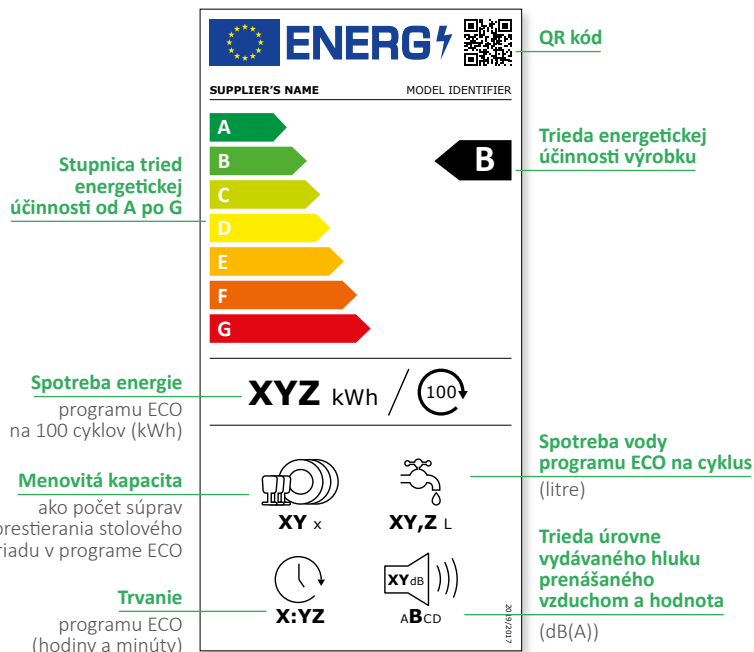 ENERG
QR kód
SUPPLIER'S NAME MODEL IDENTIFIER
A
B
C
D
E
F
G
B
Trieda energetickej
účinnosti výrobku
Stupnica tried
energetickej
účinnosti od A po G
XYZ kWh / 100
Spotreba energie
programu ECO
na 100 cyklov (kWh)
Menovitá kapacita
ako počet súprav
prestierania stolového
riadu v programe ECO
XY x
XY,Z L
Spotreba vody
programu ECO na cyklus
(litre)
Trvanie
programu ECO
(hodiny a minúty)
X:YZ
XYdB
ABCD
Trieda úrovne
vydávaného hluku
prenášaného
vzduchom a hodnota
(dB(A))
2019/2017